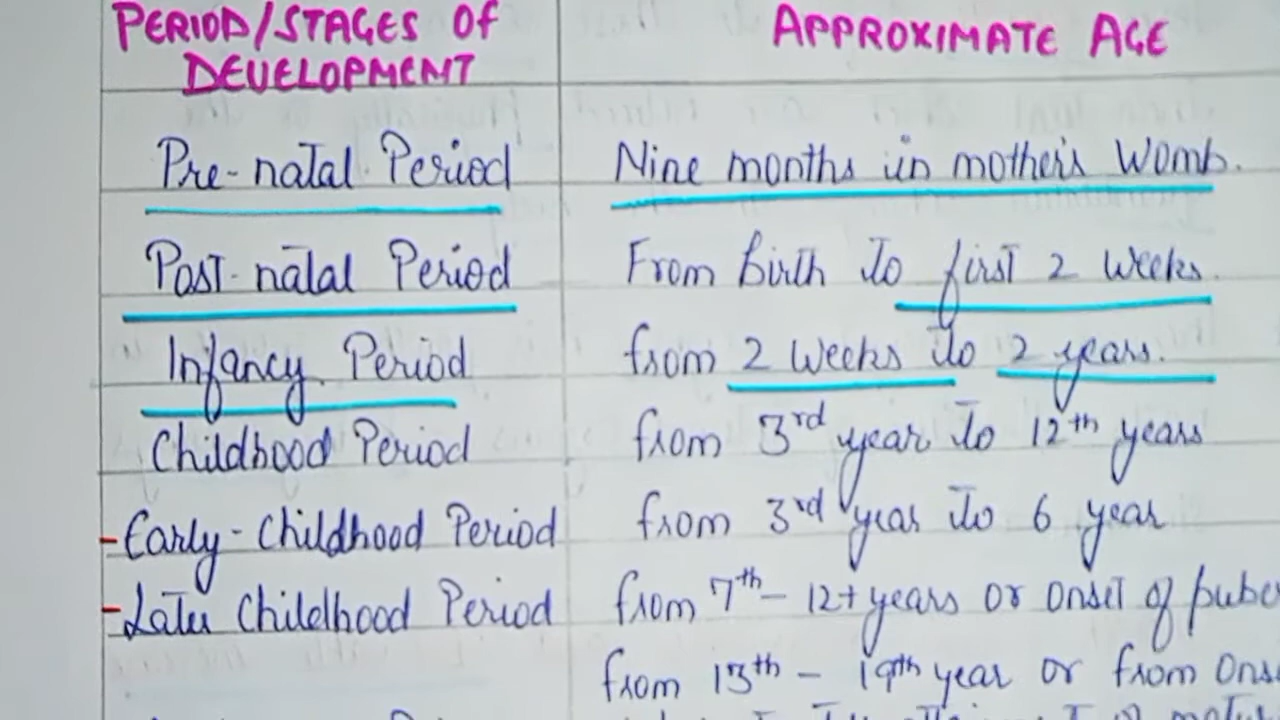 PERIOD/STAGES OF DEVELOPMENT
APPROXIMATE AGE
Pre-natal Period
Nine months in mother's Womb.
Post-natal Period
From birth to first 2 weeks.
Infancy Period
from 2 weeks to 2 years.
Childhood Period
from 3rd year to 12th years
-Early-Childhood Period
from 3rd year to 6 year
-Later Childhood Period
from 7th - 12+ years or onset of
from 13th - 19th year or from